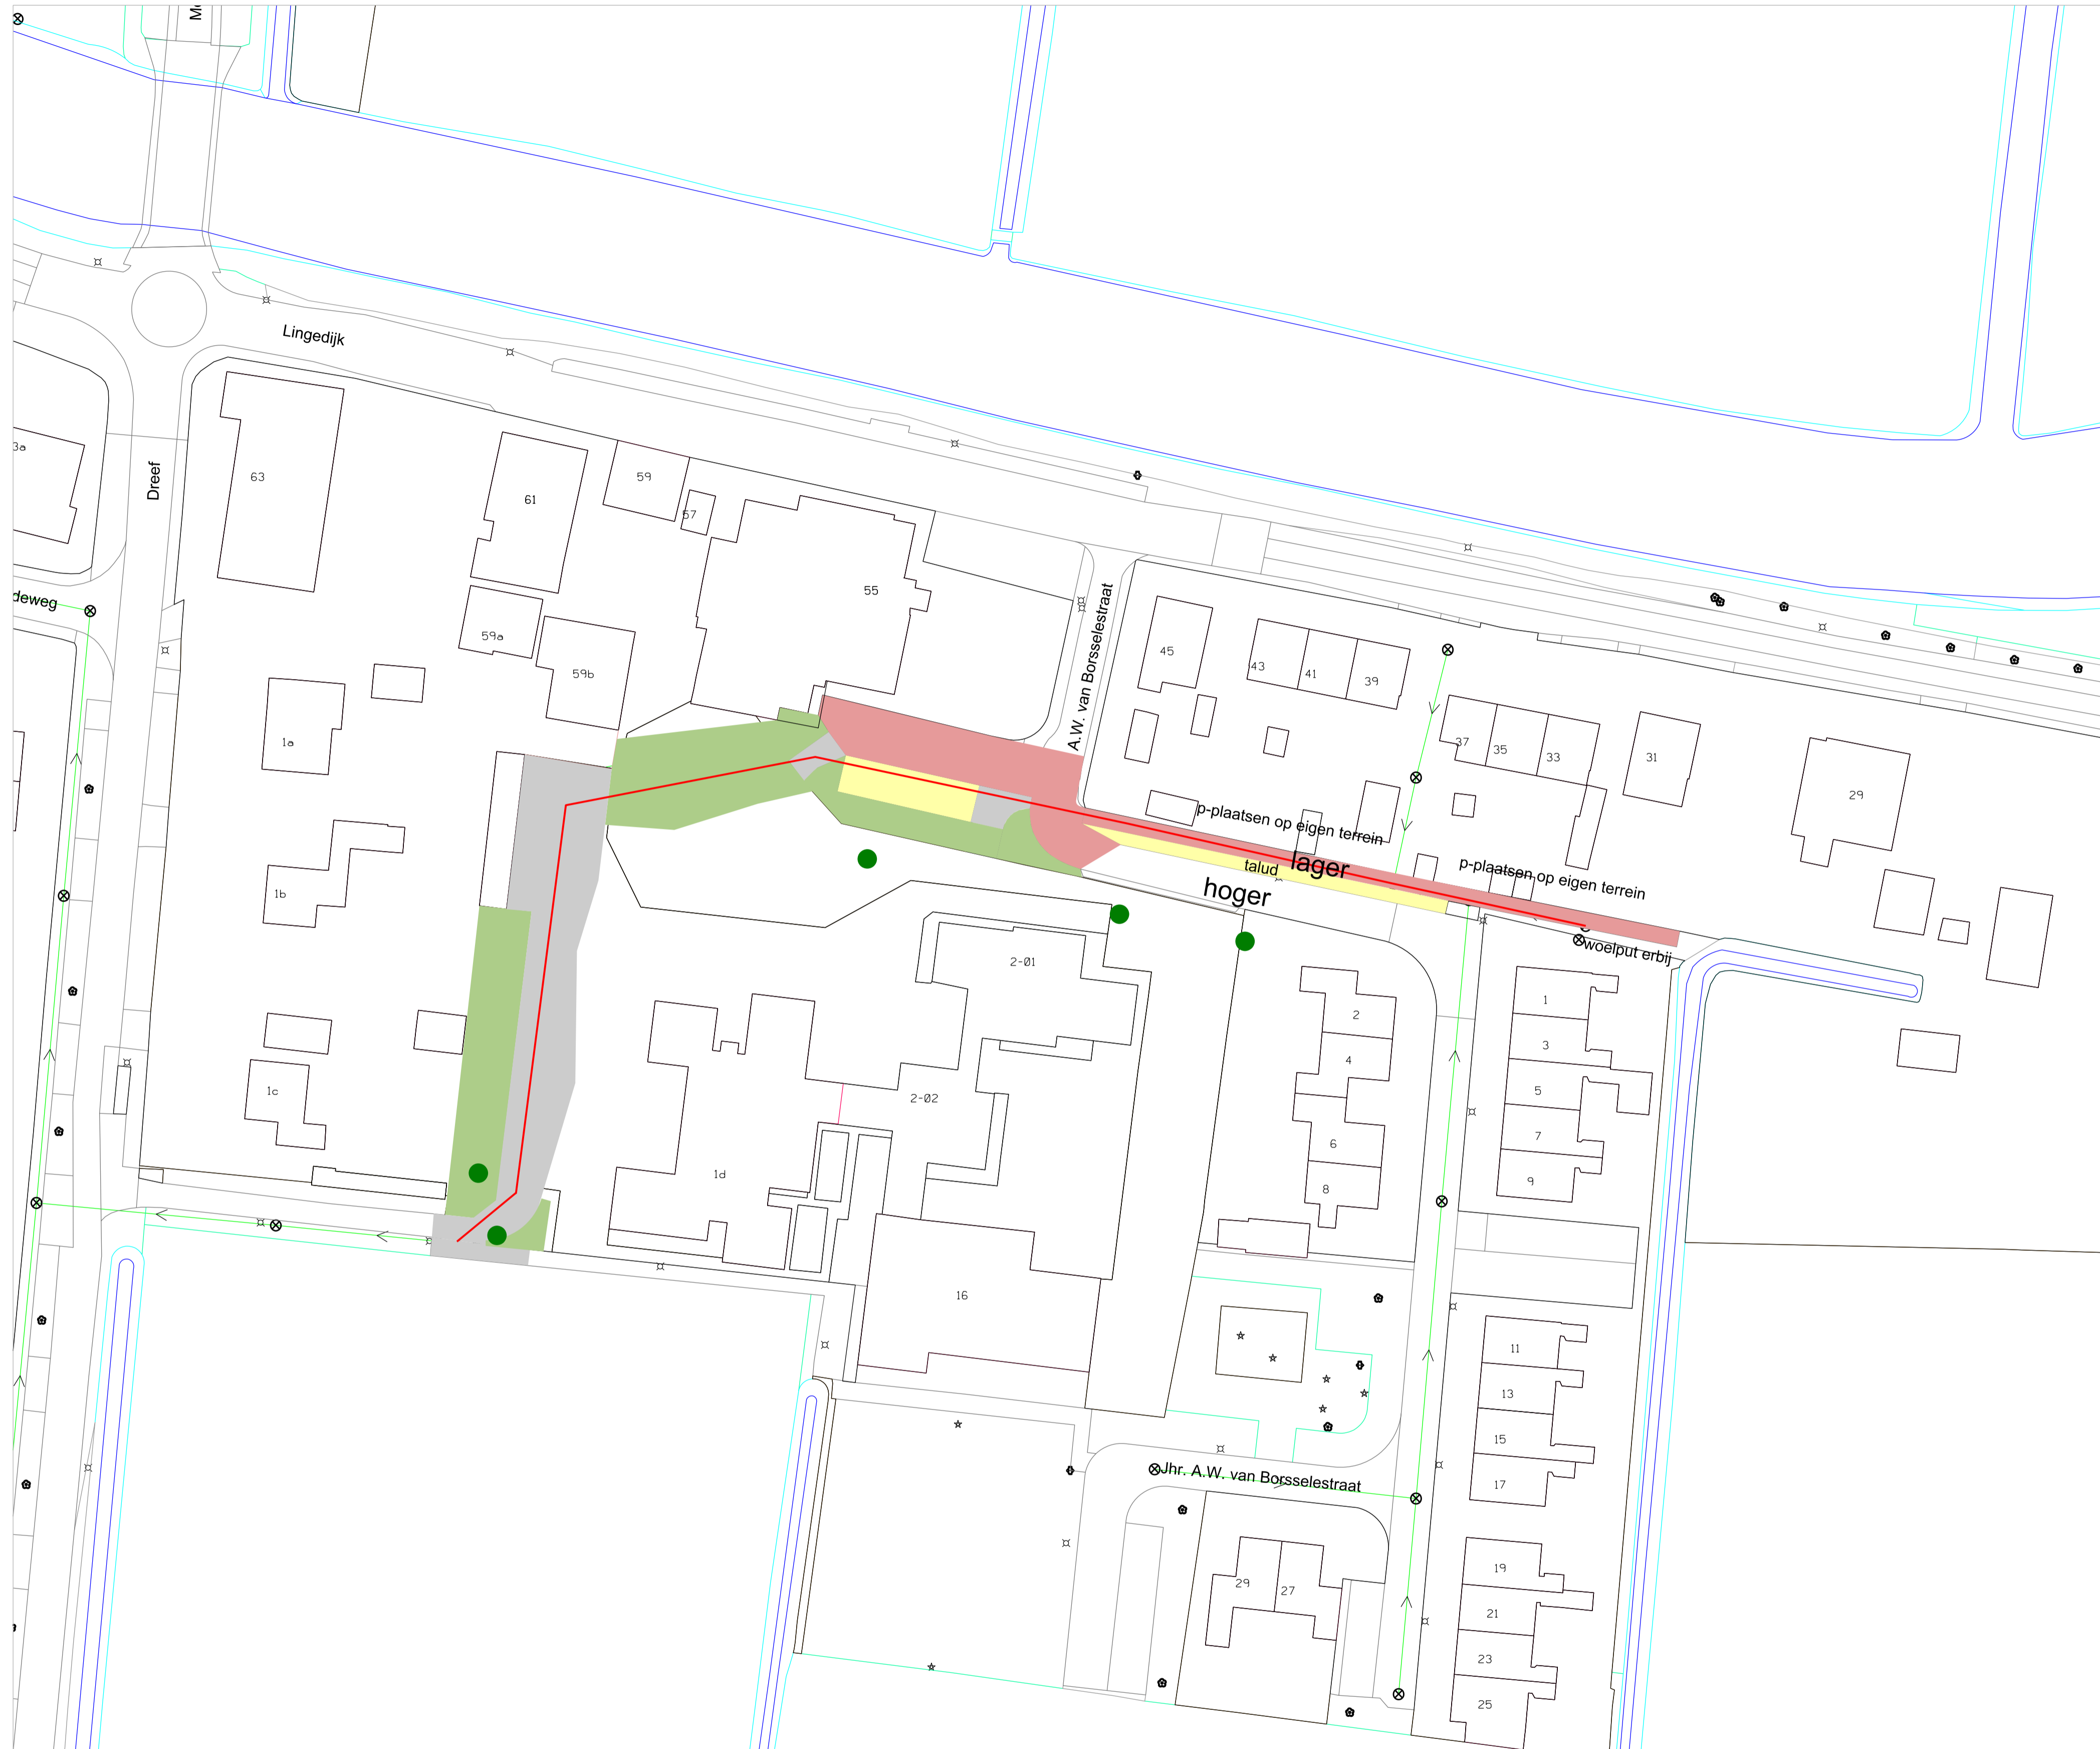 Lingedijk
3a
Dreef
63
61
59
57
55
59a
59b
deweg
A.W. van Borsselestraat
45
43
41
39
37
35
33
31
29
1a
1b
1c
p-plaatsen op eigen terrein
p-plaatsen op eigen terrein
talud
lager
hoger
woelput erbij
2-01
2-02
1d
16
2
4
6
8
1
3
5
7
9
11
13
15
17
Jhr. A.W. van Borsselestraat
29
27
19
21
23
25